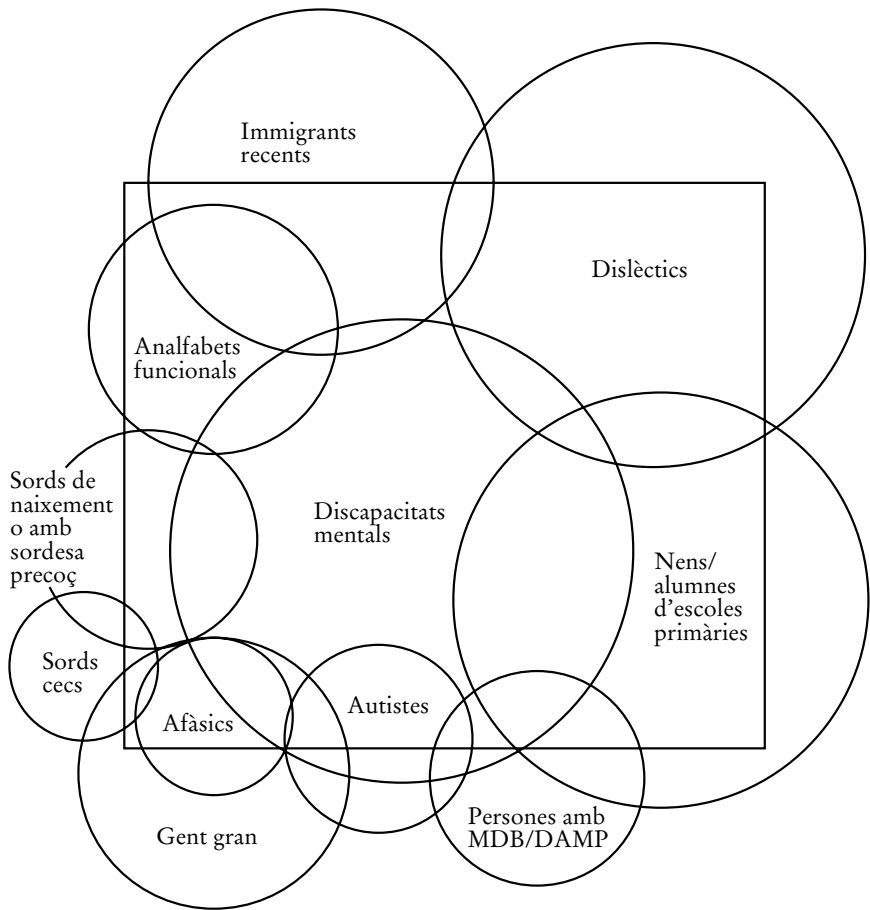 Immigrants
recents
Dislèctics
Analfabets
funcionals
Sords de
naixement
o amb
sordesa
precoç
Discapacitats
mentals
Nens/
alumnes
d’escoles
primàries
Sords
cecs
Afàsics
Autistes
Gent gran
Persones amb
MDB/DAMP